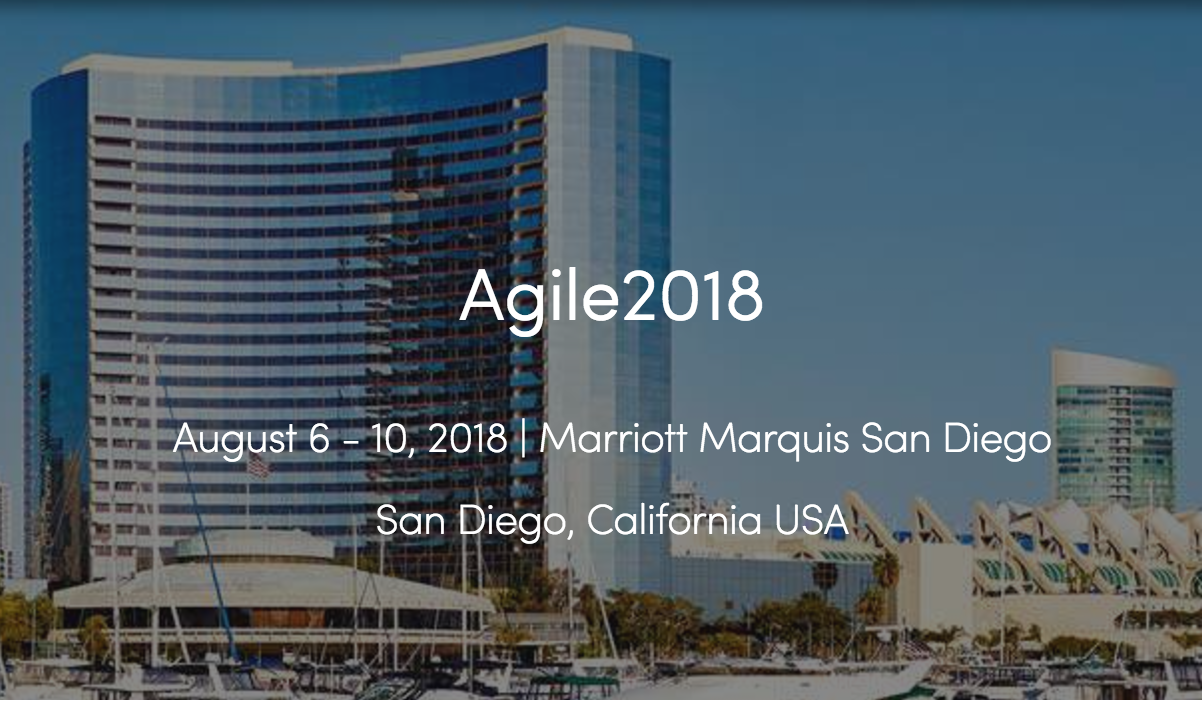 Agile2018
August 6 - 10, 2018 | Marriott Marquis San Diego
San Diego, California USA